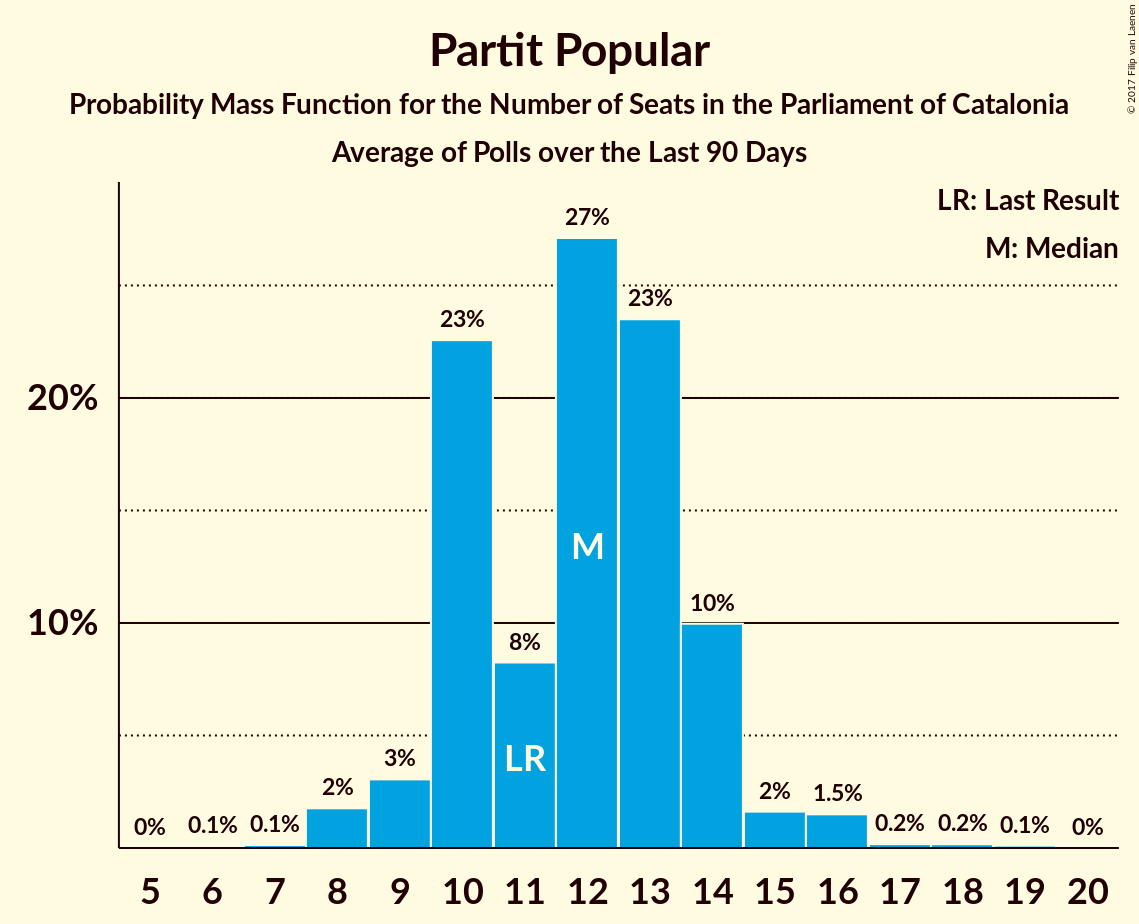 Partit Popular
Probability Mass Function for the Number of Seats in the Parliament of Catalonia
Average of Polls over the Last 90 Days
© 2017 Filip van Laenen
LR: Last Result
M: Median
20%
10%
0% 0.1% 0.1% 2% 3% 23% 8% 27% 23% 10% 2% 1.5% 0.2% 0.2% 0.1% 0%
M
LR
5 6 7 8 9 10 11 12 13 14 15 16 17 18 19 20